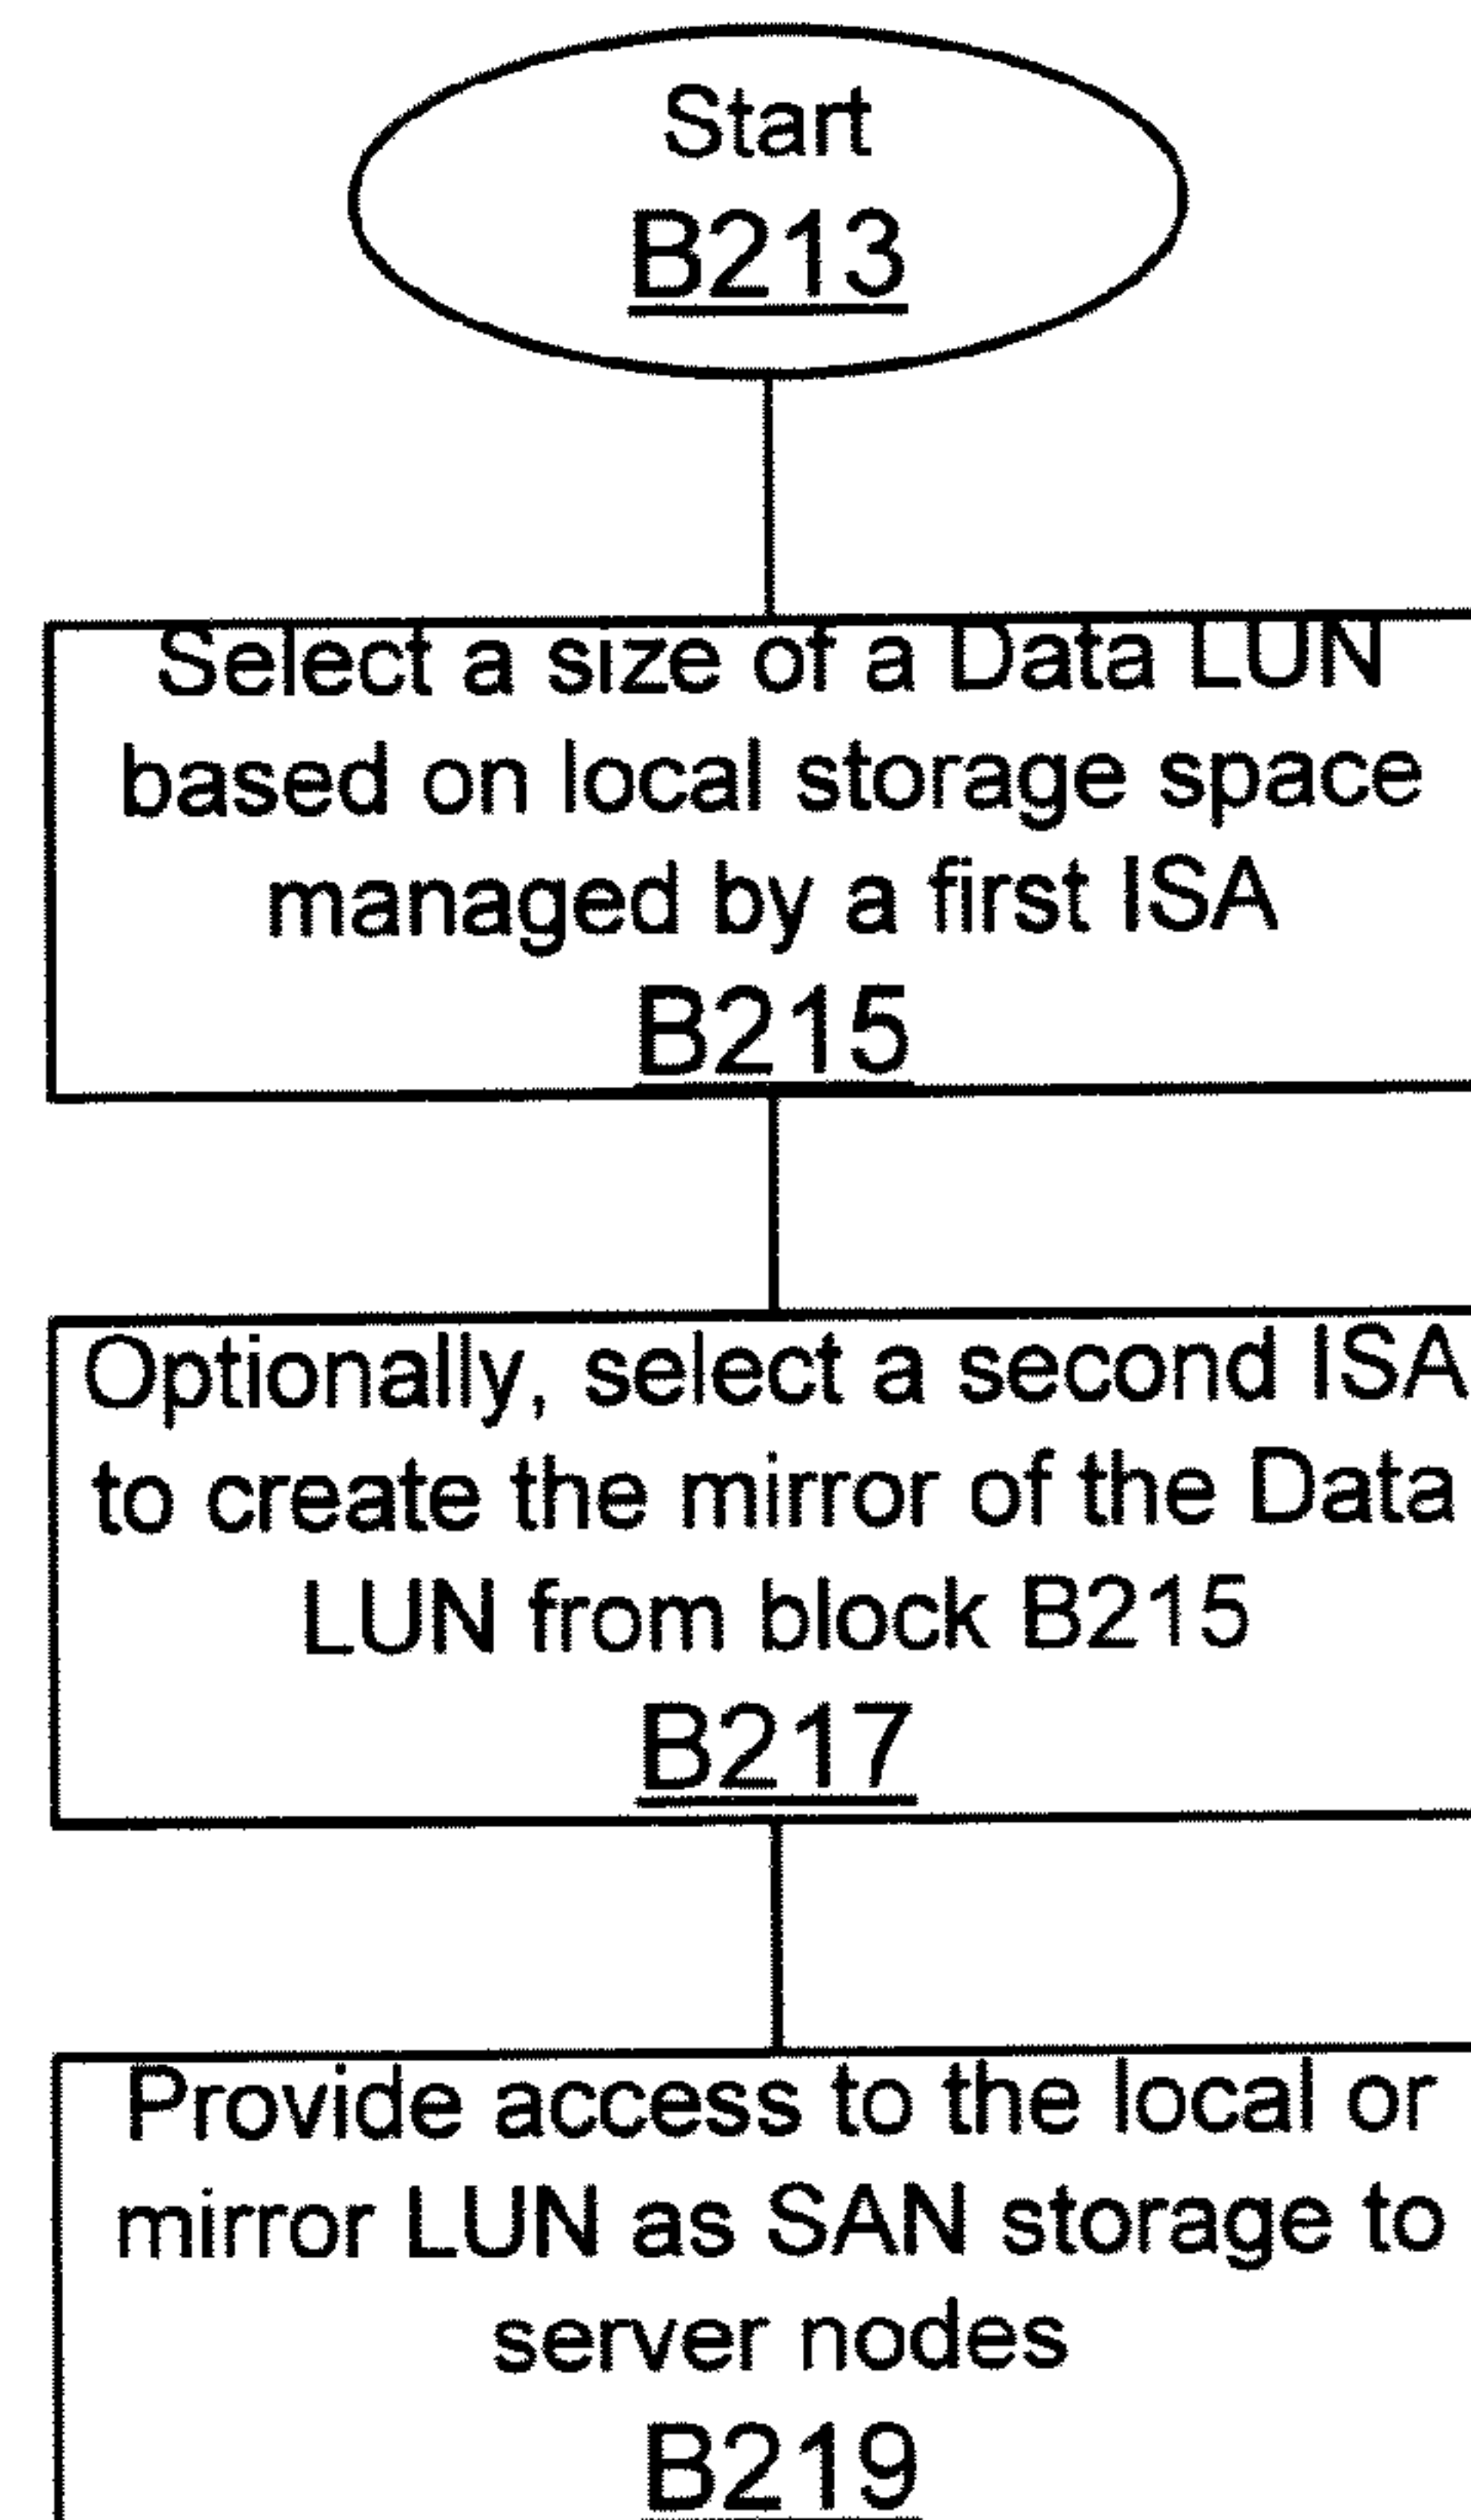 Start
B213
Select a size of a Data LUN
based on local storage space
managed by a first ISA
B215
Optionally, select a second ISA
to create the mirror of the Data
LUN from block B215
B217
Provide access to the local or
mirror LUN as SAN storage to
server nodes
B219